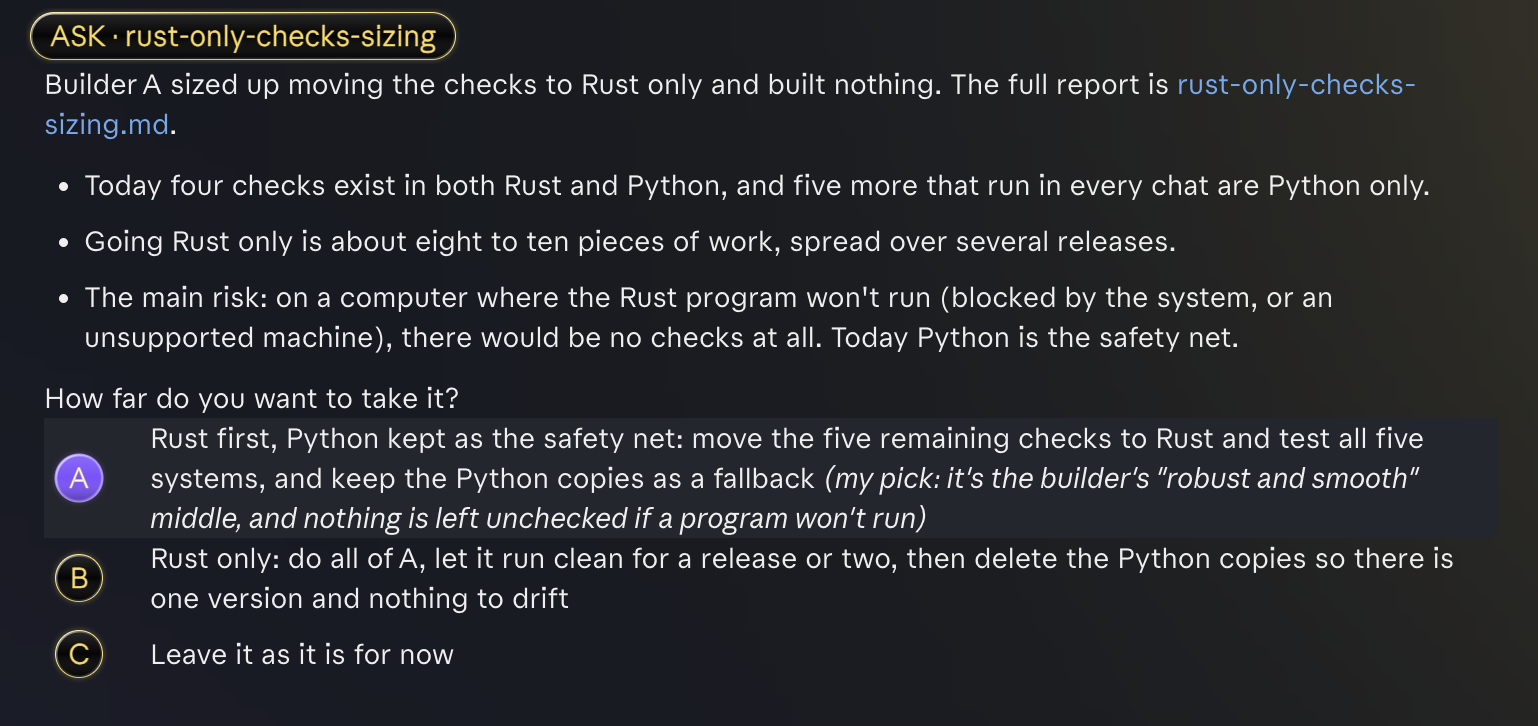 ASK · rust-only-checks-sizing
Builder A sized up moving the checks to Rust only and built nothing. The full report is rust-only-checks-
sizing.md.
• Today four checks exist in both Rust and Python, and five more that run in every chat are Python only.
• Going Rust only is about eight to ten pieces of work, spread over several releases.
• The main risk: on a computer where the Rust program won't run (blocked by the system, or an
unsupported machine), there would be no checks at all. Today Python is the safety net.
How far do you want to take it?
Rust first, Python kept as the safety net: move the five remaining checks to Rust and test all five
A systems, and keep the Python copies as a fallback (my pick: it's the builder's "robust and smooth"
middle, and nothing is left unchecked if a program won't run)
B Rust only: do all of A, let it run clean for a release or two, then delete the Python copies so there is
one version and nothing to drift
C Leave it as it is for now